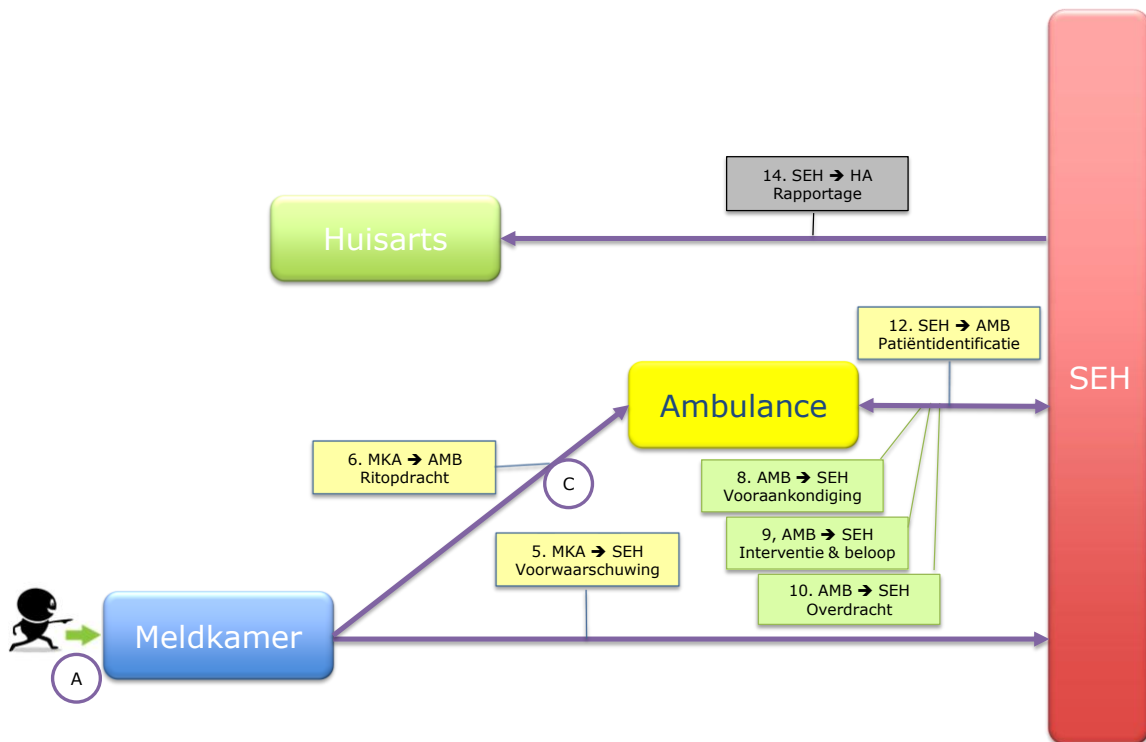 14. SEH ➔ HA
Rapportage
Huisarts
12. SEH ➔ AMB
Patiëntidentificatie
SEH
Ambulance
6. MKA ➔ AMB
Ritopdracht
C
8. AMB ➔ SEH
Vooraankondiging
9, AMB ➔ SEH
Interventie & beloop
5. MKA ➔ SEH
Voorwaarschuwing
10. AMB ➔ SEH
Overdracht
Meldkamer
A